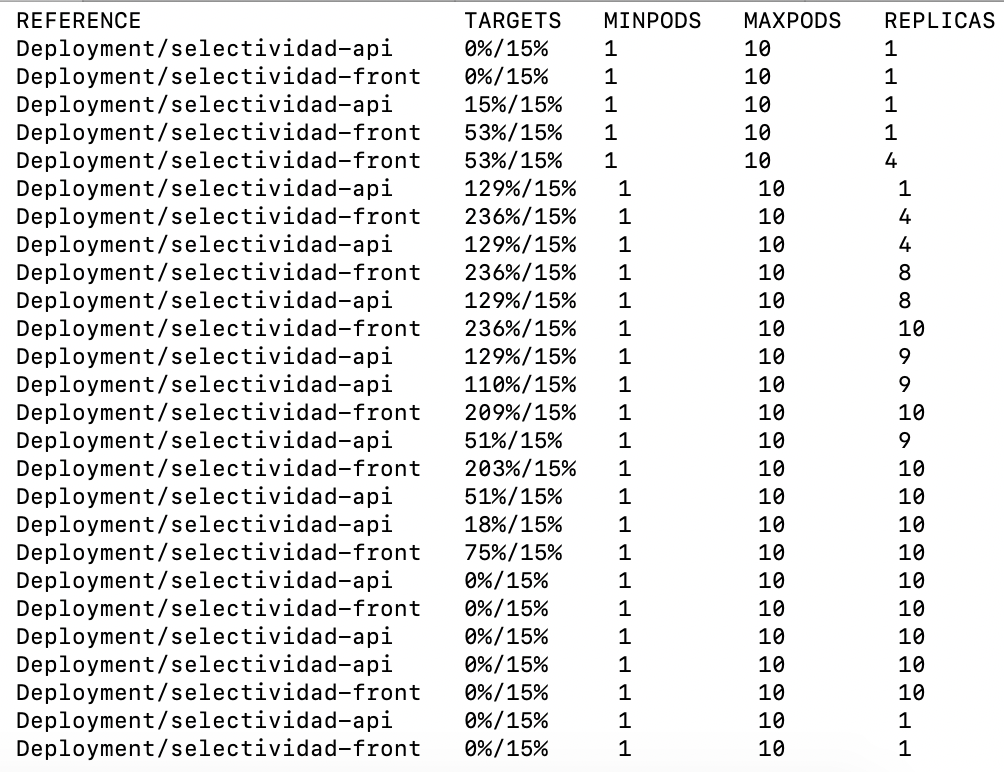 REFERENCE TARGETS MINPODS MAXPODS REPLICAS
Deployment/selectividad-api 0%/15% 1 10 1
Deployment/selectividad-front 0%/15% 1 10 1
Deployment/selectividad-api 15%/15% 1 10 1
Deployment/selectividad-front 53%/15% 1 10 1
Deployment/selectividad-front 53%/15% 1 10 4
Deployment/selectividad-api 129%/15% 1 10 1
Deployment/selectividad-front 236%/15% 1 10 4
Deployment/selectividad-api 129%/15% 1 10 4
Deployment/selectividad-front 236%/15% 1 10 8
Deployment/selectividad-api 129%/15% 1 10 8
Deployment/selectividad-front 236%/15% 1 10 10
Deployment/selectividad-api 129%/15% 1 10 9
Deployment/selectividad-api 110%/15% 1 10 9
Deployment/selectividad-front 209%/15% 1 10 10
Deployment/selectividad-api 51%/15% 1 10 9
Deployment/selectividad-front 203%/15% 1 10 10
Deployment/selectividad-api 51%/15% 1 10 10
Deployment/selectividad-api 18%/15% 1 10 10
Deployment/selectividad-front 75%/15% 1 10 10
Deployment/selectividad-api 0%/15% 1 10 10
Deployment/selectividad-front 0%/15% 1 10 10
Deployment/selectividad-api 0%/15% 1 10 10
Deployment/selectividad-api 0%/15% 1 10 10
Deployment/selectividad-front 0%/15% 1 10 10
Deployment/selectividad-api 0%/15% 1 10 1
Deployment/selectividad-front 0%/15% 1 10 1